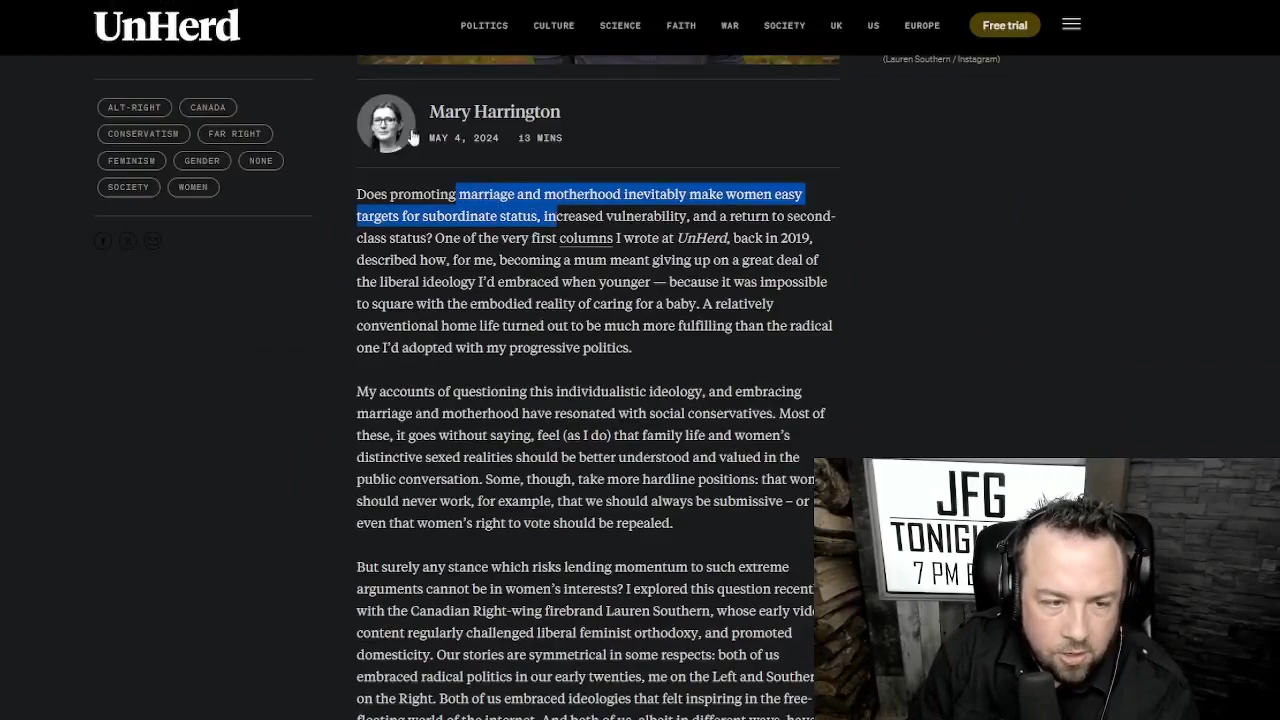 UnHerd
POLITICS CULTURE SCIENCE FAITH WAR SOCIETY UK US EUROPE Free trial
(Lauren Southern / Instagram)
ALT-RIGHT CANADA
CONSERVATISM FAR RIGHT
FEMINISM GENDER NONE
SOCIETY WOMEN
Mary Harrington
MAY 4, 2024 13 MINS
Does promoting marriage and motherhood inevitably make women easy
targets for subordinate status, increased vulnerability, and a return to second-
class status? One of the very first columns I wrote at UnHerd, back in 2019,
described how, for me, becoming a mum meant giving up on a great deal of
the liberal ideology I'd embraced when younger — because it was impossible
to square with the embodied reality of caring for a baby. A relatively
conventional home life turned out to be much more fulfilling than the radical
one I'd adopted with my progressive politics.
My accounts of questioning this individualistic ideology, and embracing
marriage and motherhood have resonated with social conservatives. Most of
these, it goes without saying, feel (as I do) that family life and women's
distinctive sexed realities should be better understood and valued in the
public conversation. Some, though, take more hardline positions: that wom
should never work, for example, that we should always be submissive – or
even that women's right to vote should be repealed.
But surely any stance which risks lending momentum to such extreme
arguments cannot be in women's interests? I explored this question recent
with the Canadian Right-wing firebrand Lauren Southern, whose early vid
content regularly challenged liberal feminist orthodoxy, and promoted
domesticity. Our stories are symmetrical in some respects: both of us
embraced radical politics in our early twenties, me on the Left and Souther
on the Right. Both of us embraced ideologies that felt inspiring in the free-
floating world of the internet. And both of us, albeit in different ways, have
JFG
TONIGH
7 PM E